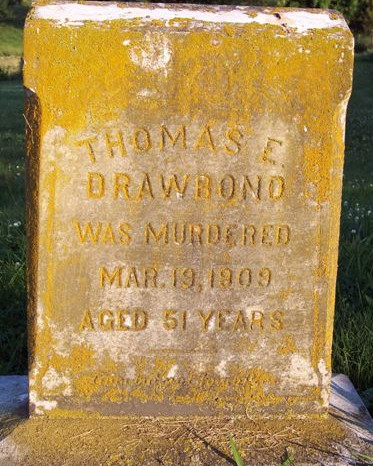 THOMAS E
DRAWBOND
WAS MURDERED
MAR. 19, 1909
AGED 51 YEARS